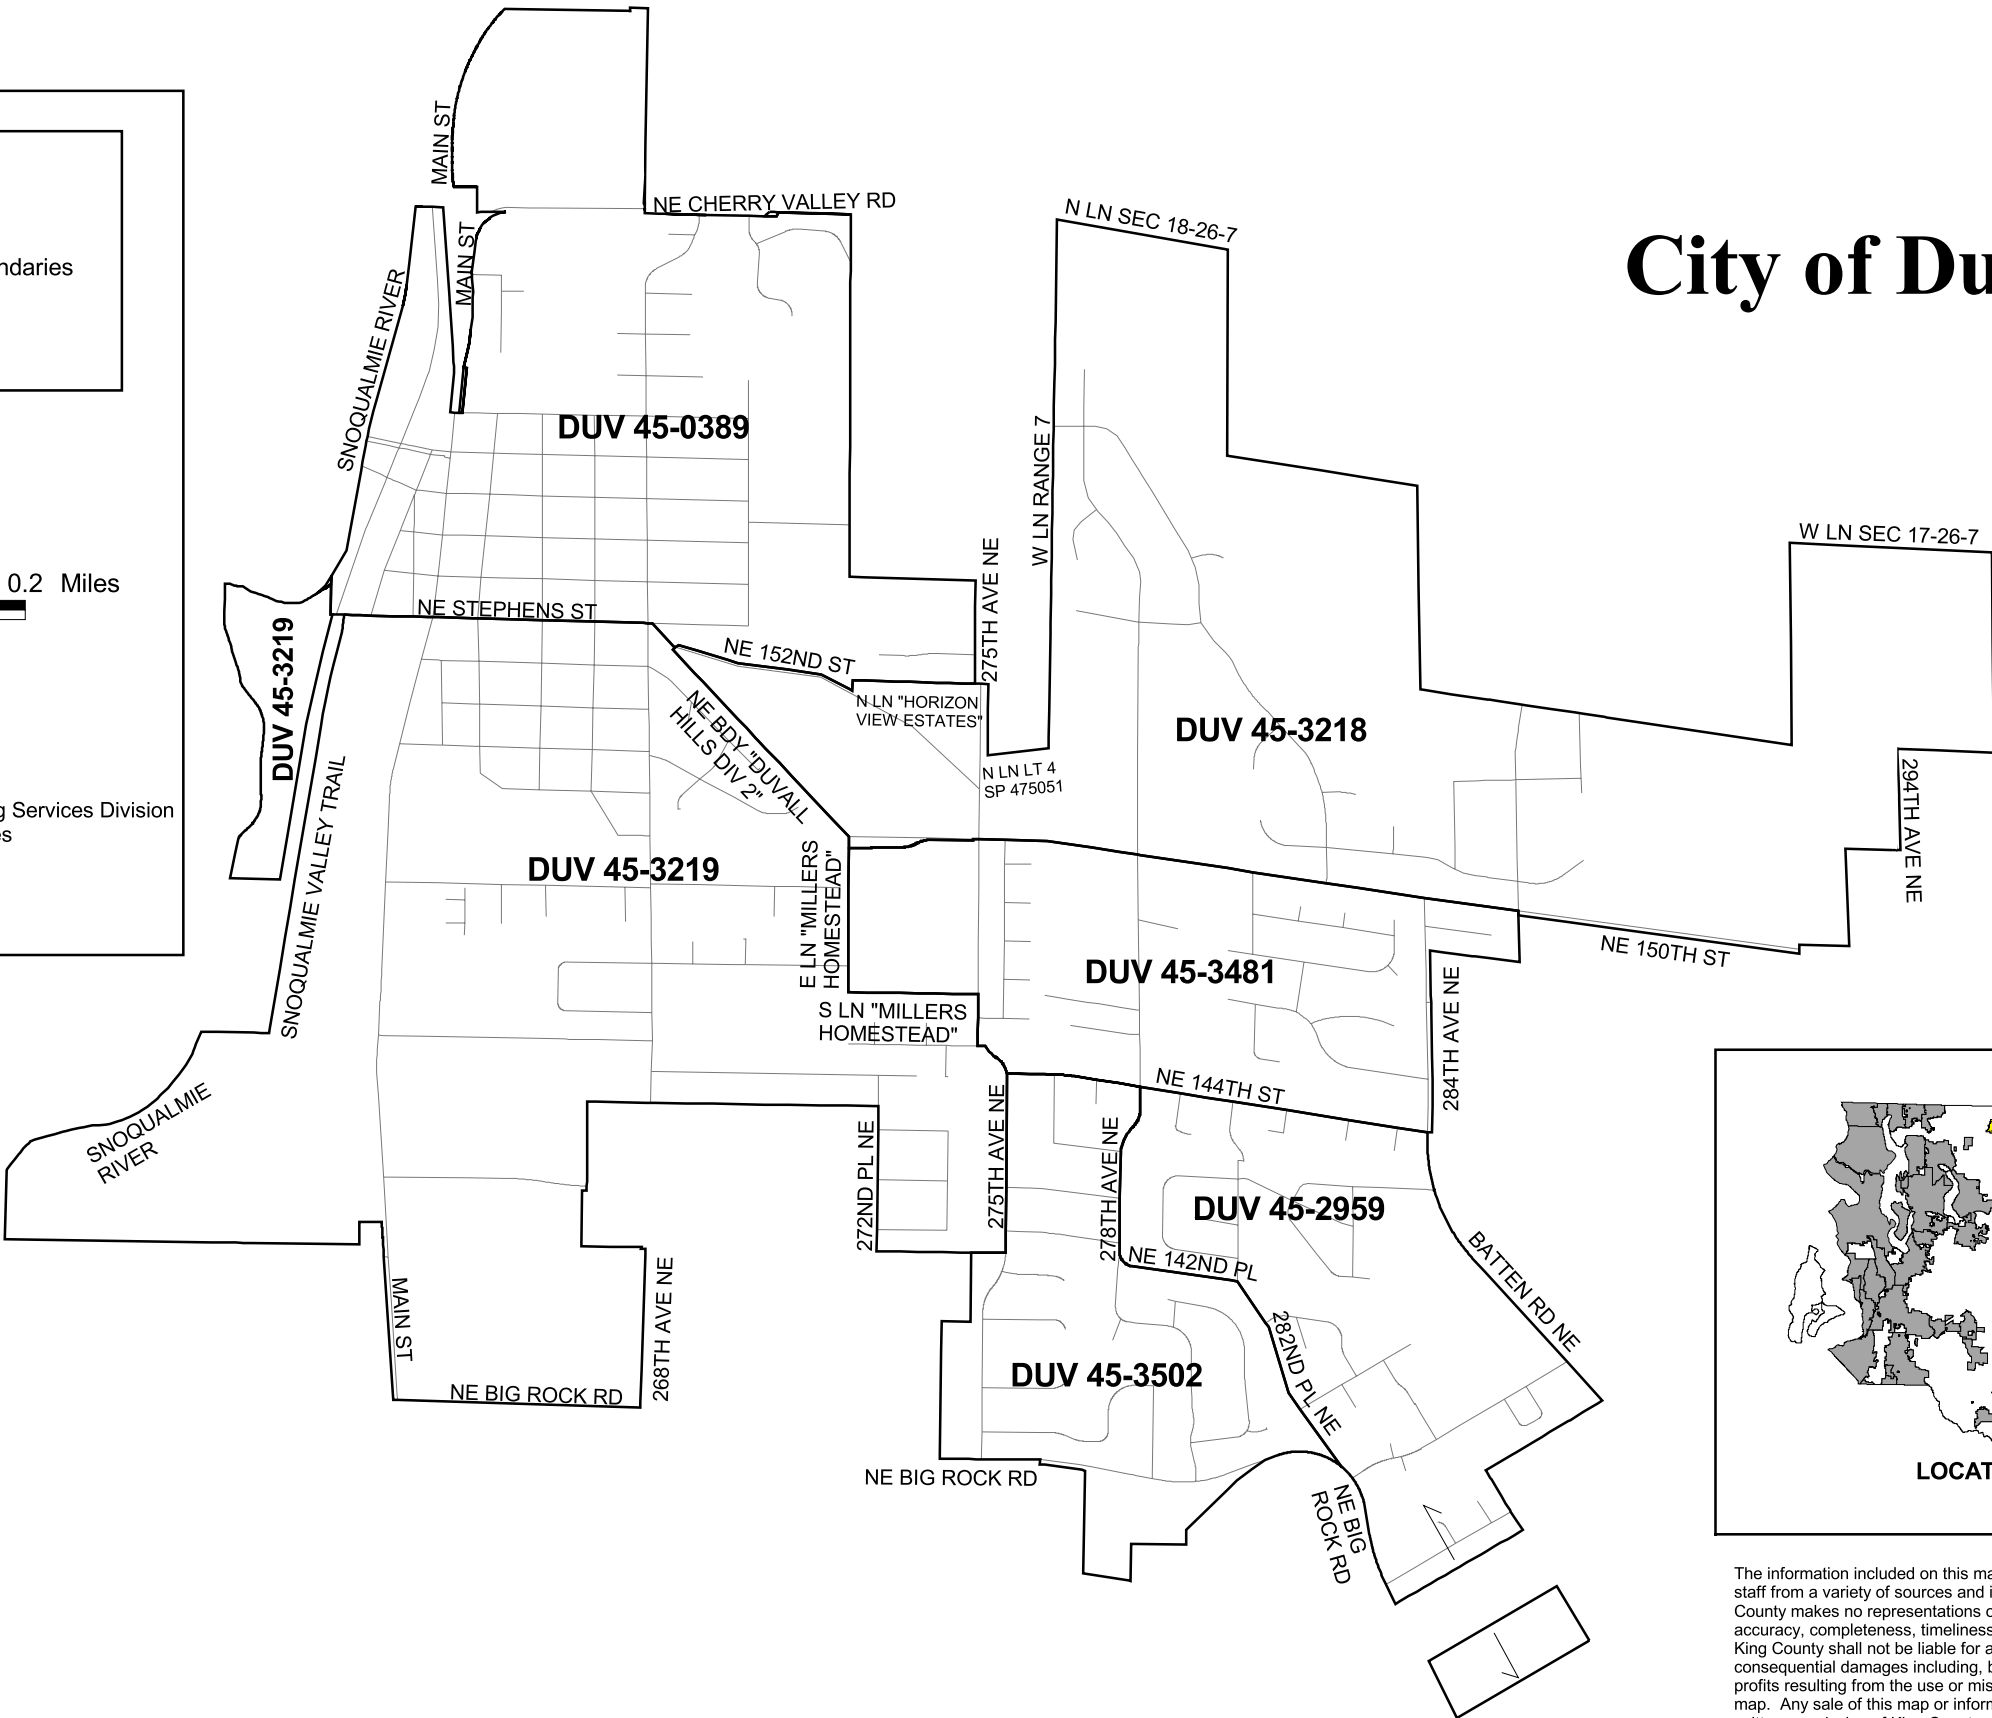 City of Du
ndaries
0.2 Miles
g Services Division
es
MAIN ST
MAIN ST
NE CHERRY VALLEY RD
N LN SEC 18-26-7
SNOQUALMIE RIVER
DUV 45-0389
W LN RANGE 7
W LN SEC 17-26-7
275TH AVE NE
NE STEPHENS ST
DUV 45-3219
NE 152ND ST
N LN "HORIZON
VIEW ESTATES"
NE BDY "DUVALL
HILLS DIV 2"
DUV 45-3218
N LN LT 4
SP 475051
SNOQUALMIE VALLEY TRAIL
294TH AVE NE
DUV 45-3219
E LN "MILLERS
HOMESTEAD"
NE 150TH ST
DUV 45-3481
S LN "MILLERS
HOMESTEAD"
284TH AVE NE
NE 144TH ST
SNOQUALMIE
RIVER
272ND PL NE
275TH AVE NE
278TH AVE NE
DUV 45-2959
NE 142ND PL
BATTEN RD NE
MAIN ST
268TH AVE NE
282ND PL NE
DUV 45-3502
NE BIG ROCK RD
NE BIG ROCK RD
NE BIG
ROCK RD
LOCAT
The information included on this ma
staff from a variety of sources and i
County makes no representations o
accuracy, completeness, timeliness
King County shall not be liable for a
consequential damages including, b
profits resulting from the use or mis
map. Any sale of this map or inform